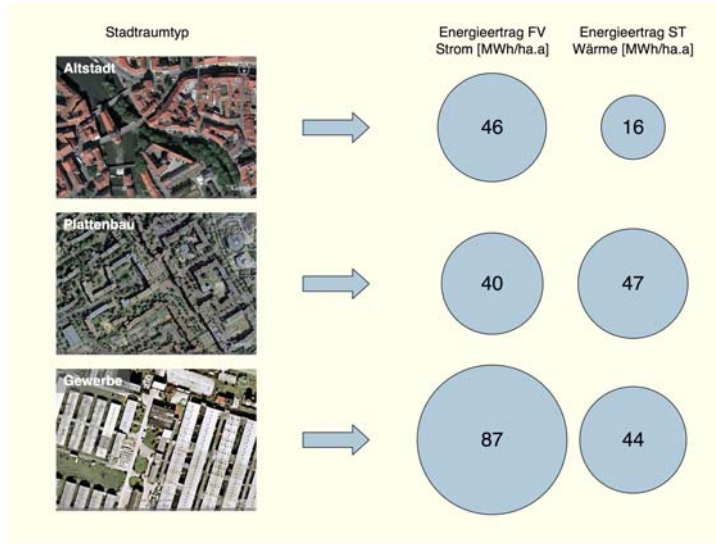 Stadtraumtyp
Energieertrag FV
Strom [MWh/ha.a]
Energieertrag ST
Wärme [MWh/ha.a]
Altstadt
46
16
Google
Plattenbau
40
47
Gewerbe
87
44